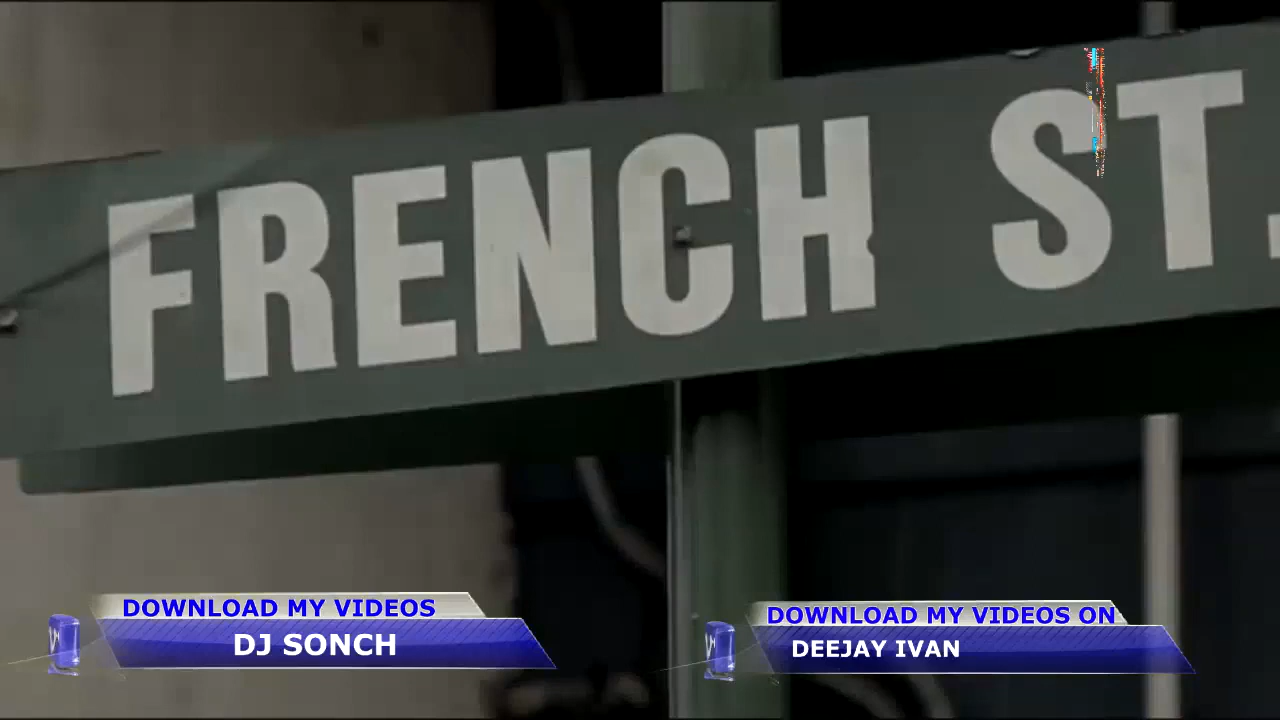 FRENCH ST.
DOWNLOAD MY VIDEOS
DJ SONCH
DOWNLOAD MY VIDEOS ON
DEEJAY IVAN